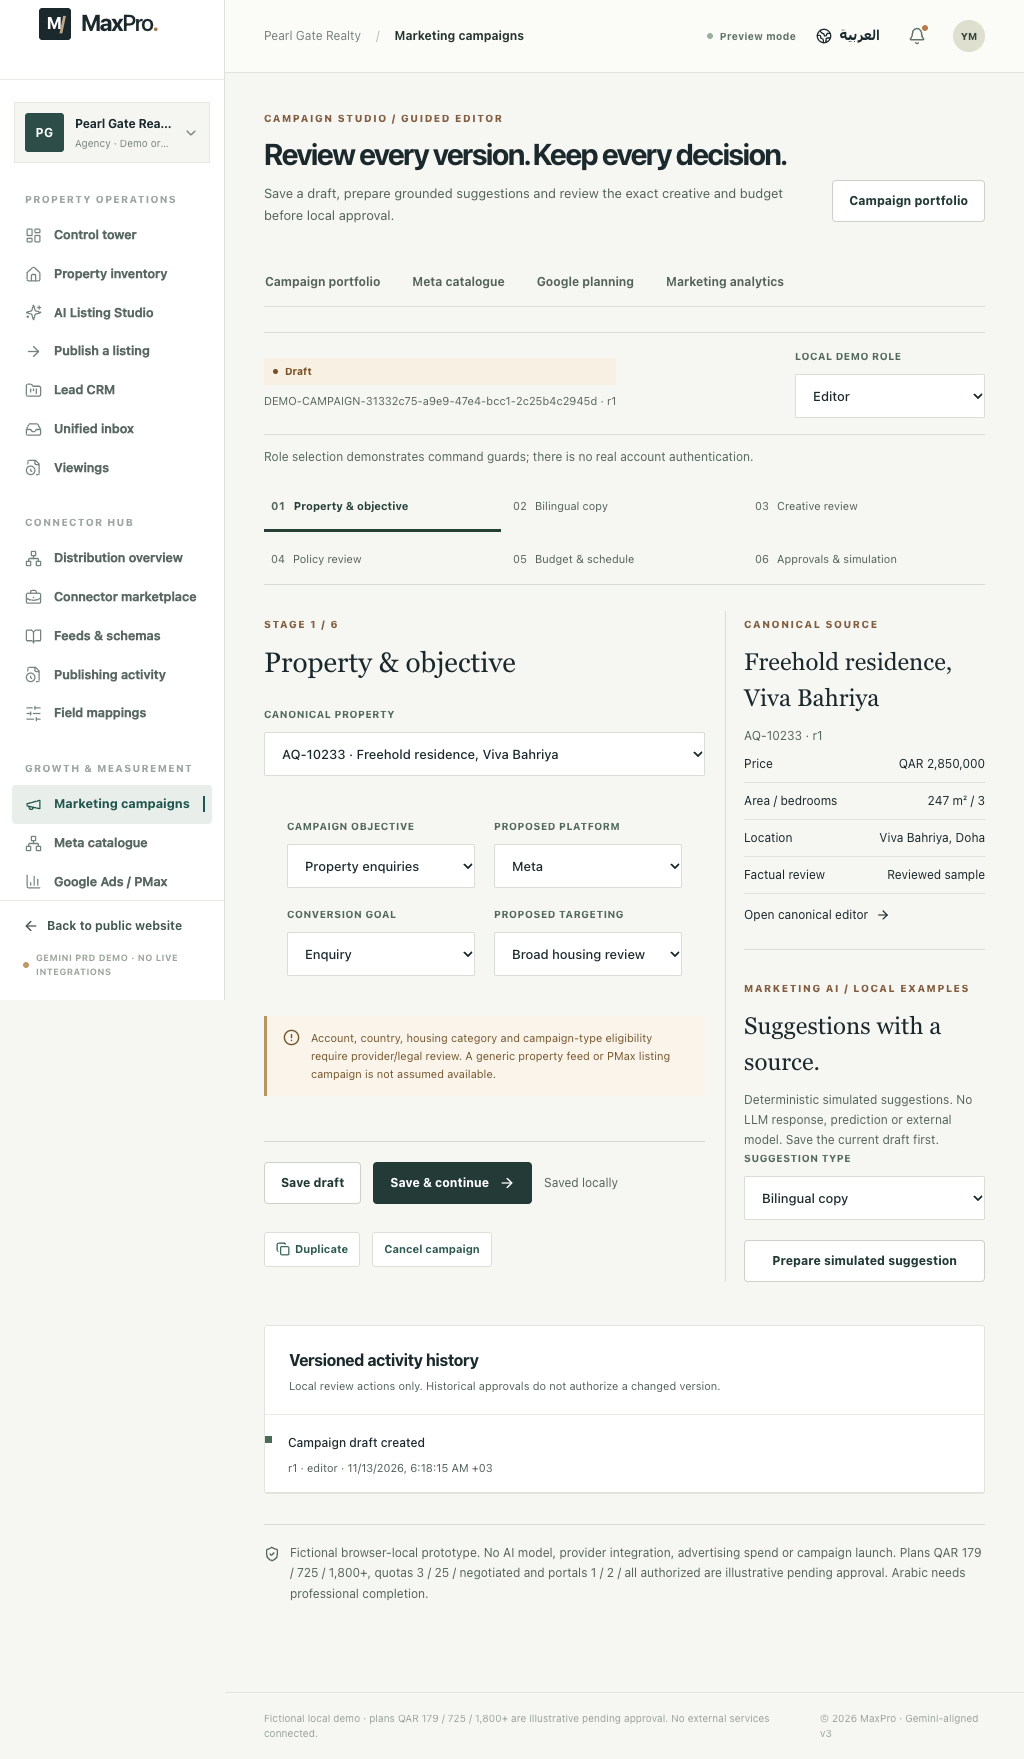 MaxPro.
Pearl Gate Realty / Marketing campaigns
Preview mode
العربية
YM
PG
Pearl Gate Rea...
Agency · Demo or...
PROPERTY OPERATIONS
Control tower
Property inventory
AI Listing Studio
Publish a listing
Lead CRM
Unified inbox
Viewings
CONNECTOR HUB
Distribution overview
Connector marketplace
Feeds & schemas
Publishing activity
Field mappings
GROWTH & MEASUREMENT
Marketing campaigns
Meta catalogue
Google Ads / PMax
Back to public website
GEMINI PRD DEMO · NO LIVE
INTEGRATIONS
CAMPAIGN STUDIO / GUIDED EDITOR
Review every version. Keep every decision.
Save a draft, prepare grounded suggestions and review the exact creative and budget
before local approval.
Campaign portfolio
Campaign portfolio
Meta catalogue
Google planning
Marketing analytics
Draft
DEMO-CAMPAIGN-31332c75-a9e9-47e4-bcc1-2c25b4c2945d · r1
LOCAL DEMO ROLE
Editor
Role selection demonstrates command guards; there is no real account authentication.
01 Property & objective
02 Bilingual copy
03 Creative review
04 Policy review
05 Budget & schedule
06 Approvals & simulation
STAGE 1 / 6
Property & objective
CANONICAL PROPERTY
AQ-10233 · Freehold residence, Viva Bahriya
CAMPAIGN OBJECTIVE
Property enquiries
PROPOSED PLATFORM
Meta
CONVERSION GOAL
Enquiry
PROPOSED TARGETING
Broad housing review
Account, country, housing category and campaign-type eligibility
require provider/legal review. A generic property feed or PMax listing
campaign is not assumed available.
Save draft
Save & continue
Saved locally
Duplicate
Cancel campaign
CANONICAL SOURCE
Freehold residence,
Viva Bahriya
AQ-10233 · r1
Price QAR 2,850,000
Area / bedrooms 247 m² / 3
Location Viva Bahriya, Doha
Factual review Reviewed sample
Open canonical editor
MARKETING AI / LOCAL EXAMPLES
Suggestions with a
source.
Deterministic simulated suggestions. No
LLM response, prediction or external
model. Save the current draft first.
SUGGESTION TYPE
Bilingual copy
Prepare simulated suggestion
Versioned activity history
Local review actions only. Historical approvals do not authorize a changed version.
Campaign draft created
r1 · editor · 11/13/2026, 6:18:15 AM +03
Fictional browser-local prototype. No AI model, provider integration, advertising spend or campaign launch. Plans QAR 179
/ 725 / 1,800+, quotas 3 / 25 / negotiated and portals 1 / 2 / all authorized are illustrative pending approval. Arabic needs
professional completion.
Fictional local demo · plans QAR 179 / 725 / 1,800+ are illustrative pending approval. No external services
connected.
© 2026 MaxPro · Gemini-aligned
v3